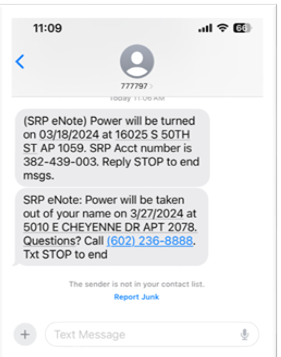 11:09
66
777797
Today 11:06 AM
(SRP eNote) Power will be turned
on 03/18/2024 at 16025 S 50TH
ST AP 1059. SRP Acct number is
382-439-003. Reply STOP to end
msgs.
SRP eNote: Power will be taken
out of your name on 3/27/2024 at
5010 E CHEYENNE DR APT 2078.
Questions? Call (602) 236-8888.
Txt STOP to end
The sender is not in your contact list.
Report Junk
Text Message